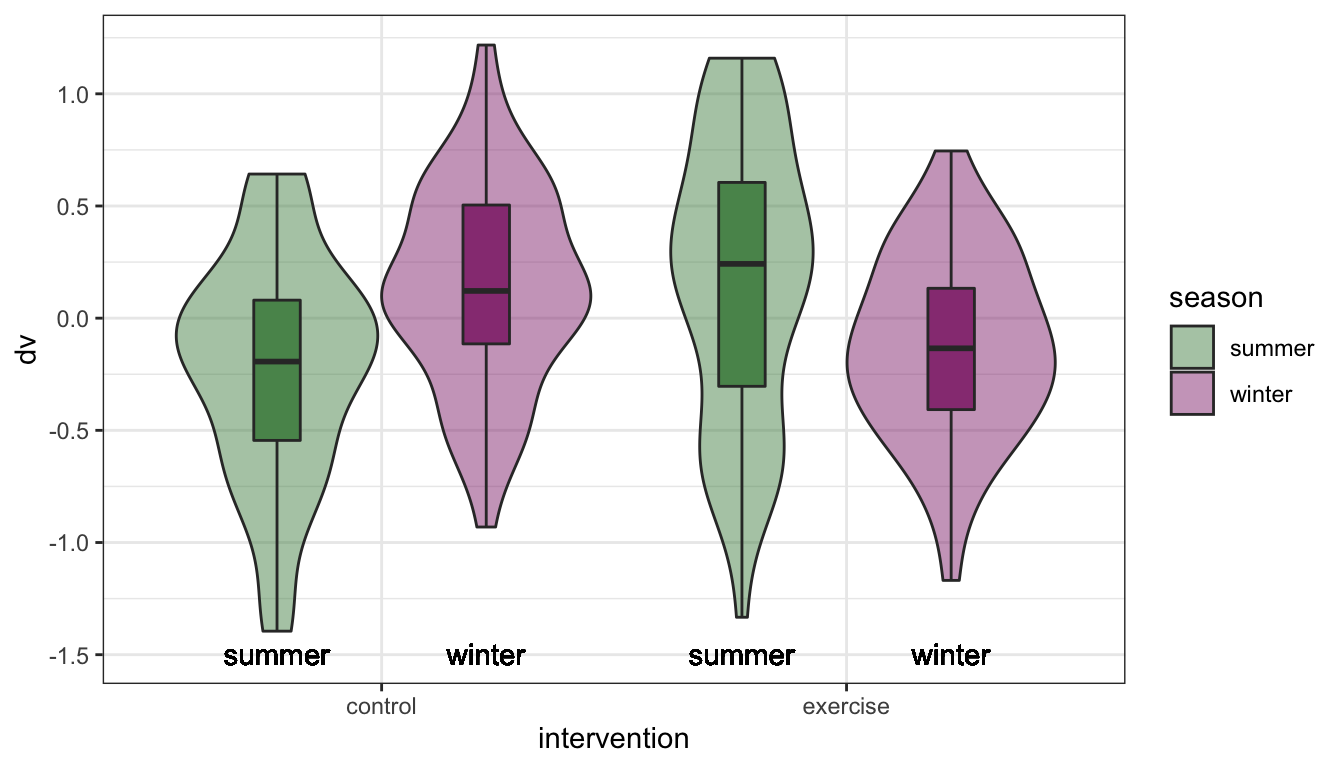 1.0
0.5
0.0
-0.5
-1.0
-1.5
dv
summer winter summer winter
control exercise
intervention
season
summer
winter